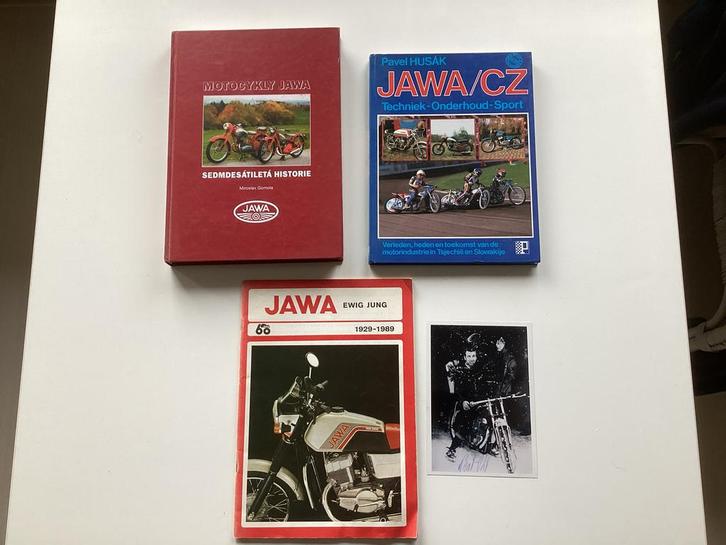 MOTOCYKLY JAWA
SEDMDESÁTILETÁ HISTORIE
Miroslav Gomola
JAWA
Pavel HUSÁK
JAWA/CZ
Techniek-Onderhoud-Sport
Verleden, heden en toekomst van de
motorindustrie in Tsjechië en Slowakije
JAWA EWIG JUNG
60 1929-1989
JAWA